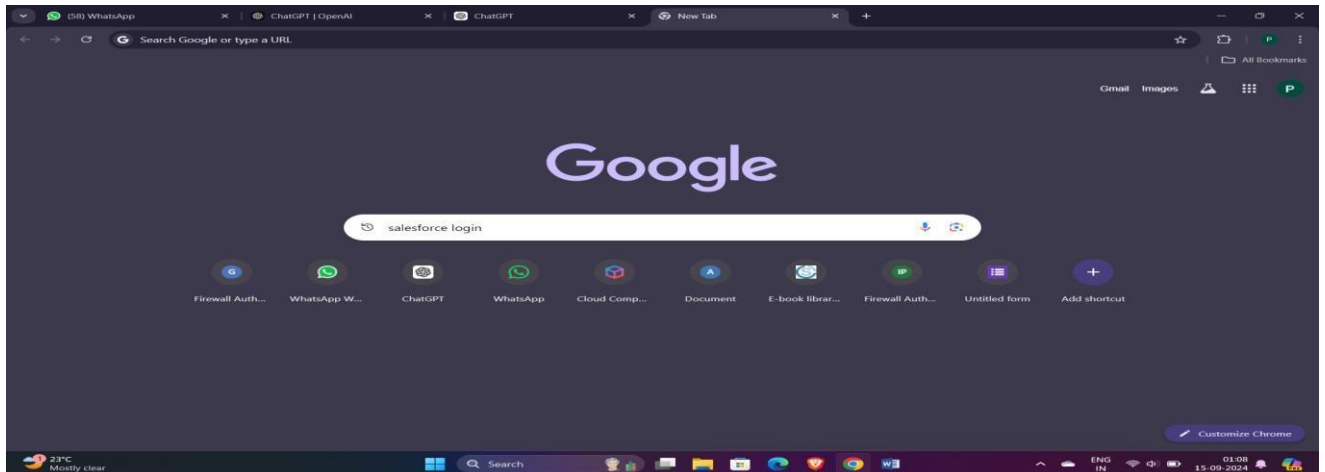 (58) WhatsApp
ChatGPT | OpenAI
ChatGPT
New Tab
G Search Google or type a URL
P
All Bookmarks
Gmail Images P
Google
salesforce login
G
A
IP
Firewall Auth...
WhatsApp W...
ChatGPT
WhatsApp
Cloud Comp...
Document
E-book librar...
Firewall Auth...
Untitled form
Add shortcut
Customize Chrome
1
23°C
Mostly clear
Search
W
ENG
IN
01:08
15-09-2024